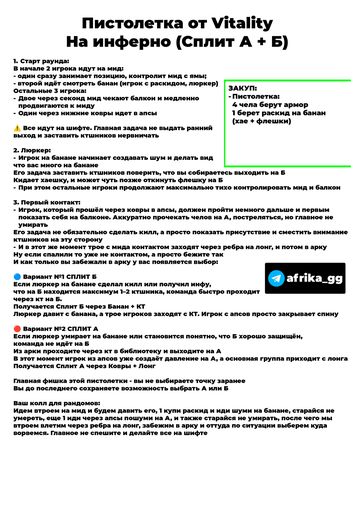 Пистолетка от Vitality
На инферно (Сплит А + Б)
1. Старт раунда:
В начале 2 игрока идут на мид:
- один сразу занимает позицию, контролит мид с ямы;
- второй идёт смотреть банан (игрок с раскидом, люркер)
Остальные 3 игрока:
- Двое через секонд мид чекают балкон и медленно
продвигаются к миду
- Один через нижние ковры идет в апсы
ЗАКУП:
-Пистолетка:
4 чела берут армор
1 берет раскид на банан
(хае + флешки)
⚠️ Все идут на шифте. Главная задача не выдать ранний
выход и заставить ктшников нервничать
2. Люркер:
- Игрок на банане начинает создавать шум и делать вид
что вас много на банане
Его задача заставить ктшников поверить, что вы собираетесь выходить на Б
Кидает хаешку, и может чуть позже откинуть флешку на Б
- При этом остальные игроки продолжают максимально тихо контролировать мид и балкон
3. Первый контакт:
- Игрок, который прошёл через ковры в апсы, должен пройти немного дальше и первым
показать себя на балконе. Аккуратно прочекать челов на А, постреляться, но главное не
умирать
Его задача не обязательно сделать килл, а просто показать присутствие и сместить внимание
ктшников на эту сторону
- И в этот же момент трое с мида контактом заходят через ребра на лонг, и потом в арку
Ну если спалили то уже не контактом, а просто бежите так
И как только вы забежали в арку у вас появляется выбор:
🔵 Вариант №1 СПЛИТ Б
Если люркер на банане сделал килл или получил инфу,
что на Б находится максимум 1-2 ктшника, команда быстро проходит
через кт на Б.
Получается Сплит Б через Банан + КТ
Люркер давит с банана, а трое игроков заходят с КТ. Игрок с апсов просто закрывает спину
afrika_gg
🔴 Вариант №2 СПЛИТ А
Если люркер умирает на банане или становится понятно, что Б хорошо защищён,
команда не идёт на Б
Из арки проходите через кт в библиотеку и выходите на А
В этот момент игрок из апсов уже создаёт давление на А, а основная группа приходит с лонга
Получается Сплит А через Ковры + Лонг
Главная фишка этой пистолетки - вы не выбираете точку заранее
Вы до последнего сохраняете возможность выбрать А или Б
Ваш колл для рандомов:
Идем втроем на мид и будем давить его, 1 купи раскид и иди шуми на банане, старайся не
умереть, еще 1 иди через апсы пошуми на А, и также старайся не умирать, после чего мы
втроем влетим через ребра на лонг, забежим в арку и оттуда по ситуации выберем куда
ворвемся. Главное не спешите и делайте все на шифте